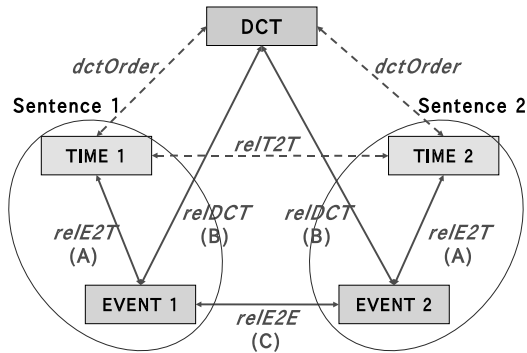 DCT
dctOrder
dctOrder
Sentence 1
Sentence 2
TIME 1
relT2T
TIME 2
relE2T
(A)
relDCT
(B)
relDCT
(B)
relE2T
(A)
EVENT 1
relE2E
(C)
EVENT 2